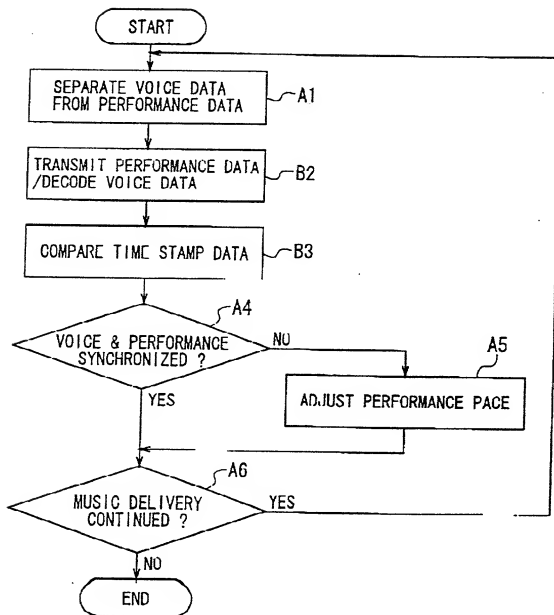 START
SEPARATE VOICE DATA
FROM PERFORMANCE DATA
A1
TRANSMIT PERFORMANCE DATA
/DECODE VOICE DATA
B2
COMPARE TIME STAMP DATA
B3
A4
VOICE & PERFORMANCE
SYNCHRONIZED ?
NO
YES
A5
ADJUST PERFORMANCE PACE
A6
MUSIC DELIVERY
CONTINUED ?
YES
NO
END